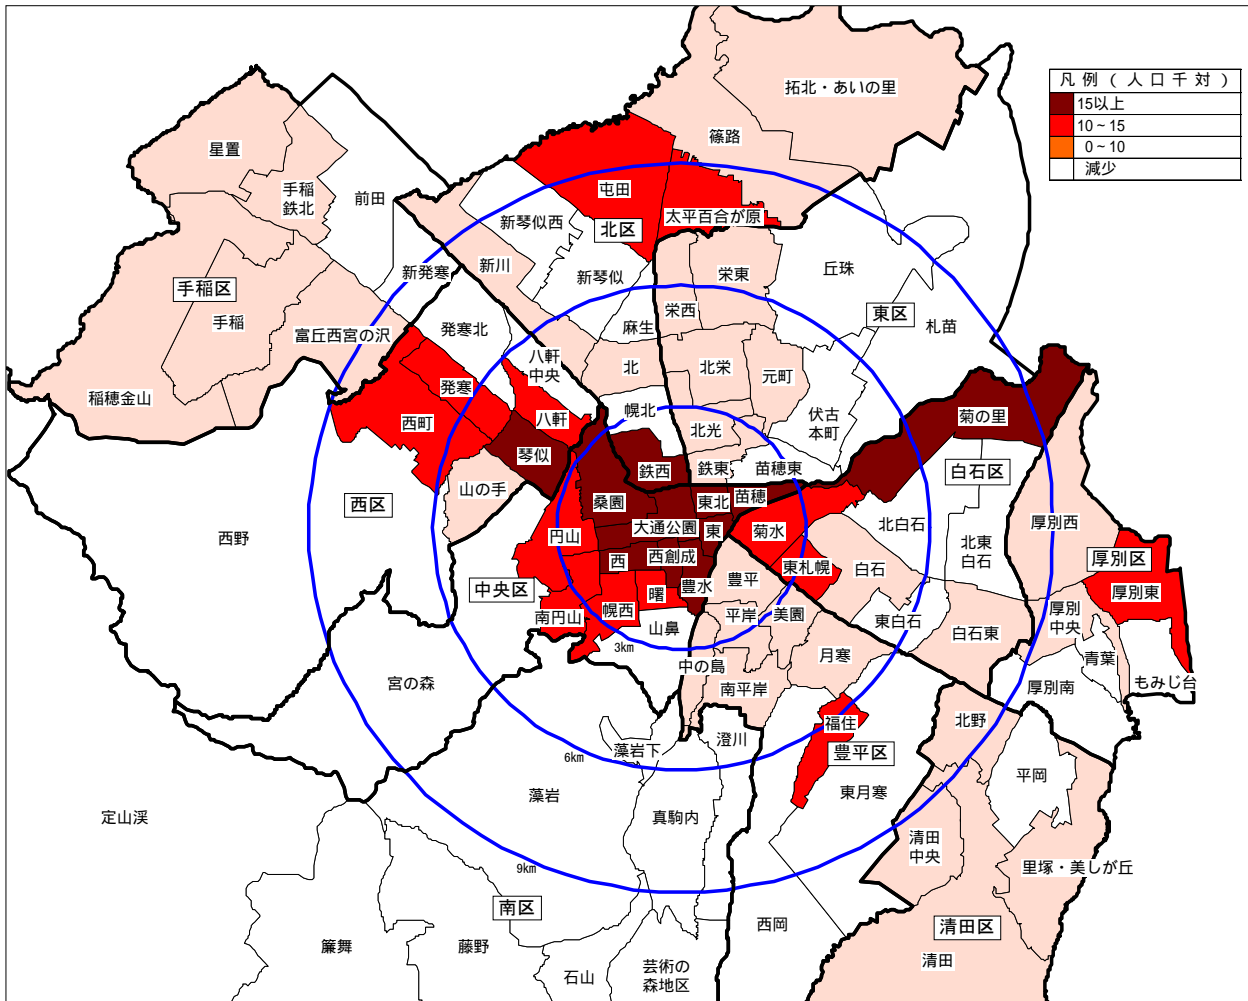 凡例(人口千対)
15以上
10~15
0~10
減少
拓北・あいの里
篠路
星置
手稲
鉄北
前田
屯田
太平百合が原
新琴似西
北区
新川
新琴似
新発寒
手稲区
手稲
富丘西宮の沢
稲穂金山
栄東
丘珠
栄西
東区
札苗
麻生
発寒北
八軒
中央
北
北栄
元町
発寒
八軒
西町
幌北
伏古
本町
菊の里
北光
琴似
鉄西
鉄東
苗穂東
白石区
山の手
西区
桑園
東北
苗穂
大通公園
東
菊水
北白石
厚別西
西野
円山
北東
白石
西
西創成
厚別区
中央区
豊平
東札幌
白石
豊水
曙
厚別東
南円山
幌西
平岸
美園
厚別
中央
東白石
白石東
山鼻
3km
中の島
月寒
青葉
宮の森
南平岸
厚別南
もみじ台
福住
北野
藻岩下
澄川
豊平区
6km
平岡
藻岩
東月寒
定山渓
真駒内
清田
中央
9km
里塚・美しが丘
南区
西岡
清田区
簾舞
藤野
清田
石山
芸術の
森地区